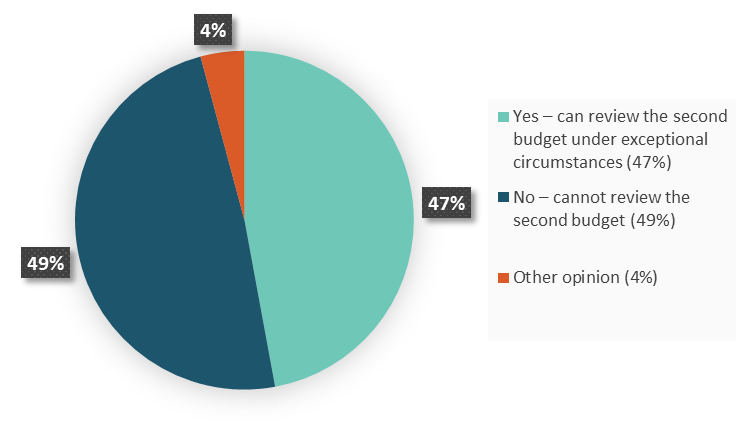 4%
47%
49%
Yes – can review the second
budget under exceptional
circumstances (47%)
No – cannot review the
second budget (49%)
Other opinion (4%)